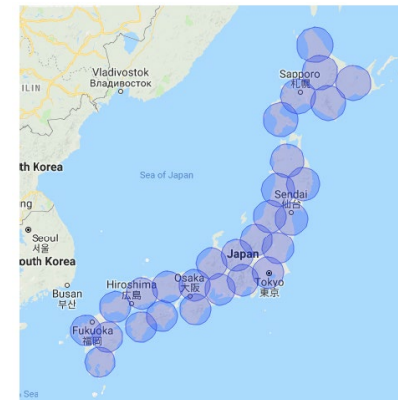 Vladivostok
Владивосток
ILIN
Sapporo
札幌
th Korea
Sea of Japan
ng
Sendai
仙台
Seoul
서울
outh Korea
Japan
Busan
부산
Hiroshima
広島
Osaka
大阪
Tokyo
東京
Fukuoka
福岡
Sea